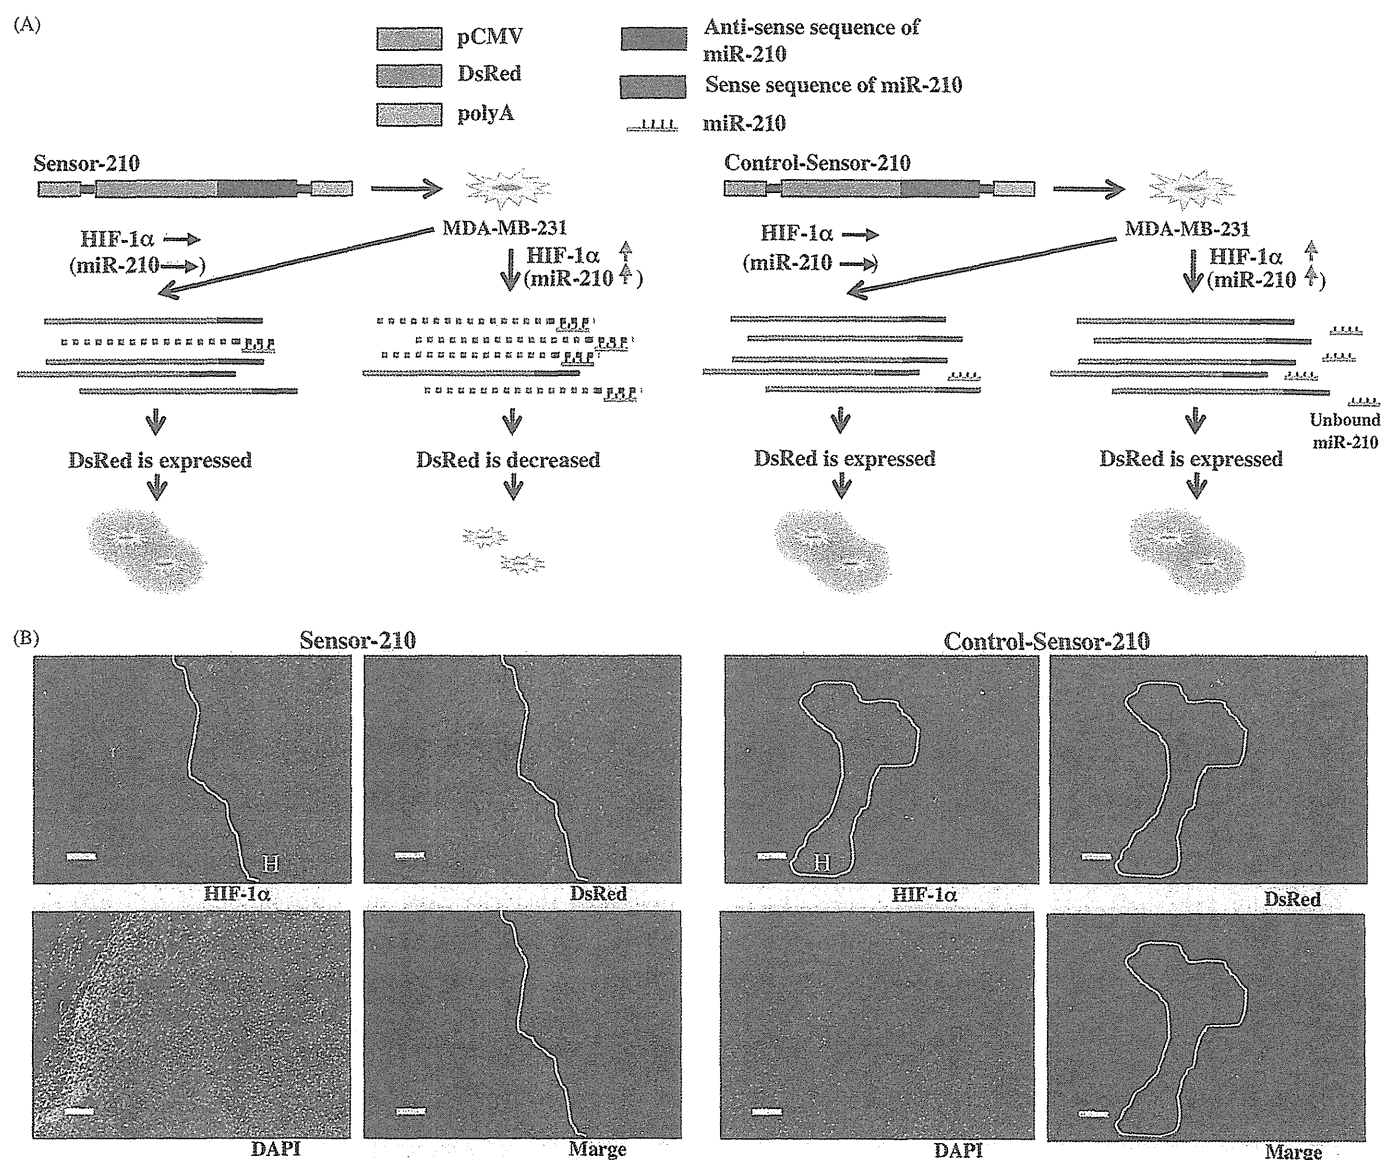 (A)
pCMV
DsRed
polyA
Anti-sense sequence of
miR-210
Sense sequence of miR-210
miR-210
Sensor-210
MDA-MB-231
HIF-1α
(miR-210 )
HIF-1α
(miR-210 )
DsRed is expressed
DsRed is decreased
Control-Sensor-210
MDA-MB-231
HIF-1α
(miR-210 )
HIF-1α
(miR-210 )
Unbound
miR-210
DsRed is expressed
DsRed is expressed
(B)
Sensor-210
H
HIF-1α
DsRed
DAPI
Marge
Control-Sensor-210
H
HIF-1α
DsRed
DAPI
Marge